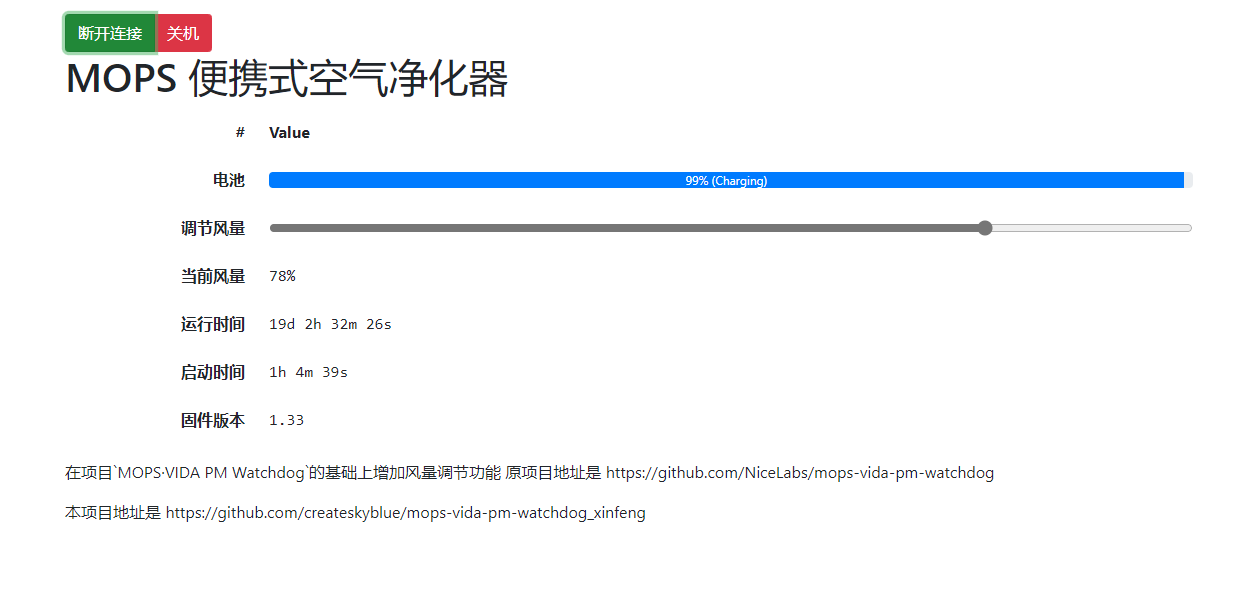 断开连接 关机
MOPS 便携式空气净化器
# Value
电池 99% (Charging)
调节风量
当前风量 78%
运行时间 19d 2h 32m 26s
启动时间 1h 4m 39s
固件版本 1.33
在项目`MOPS·VIDA PM Watchdog`的基础上增加风量调节功能 原项目地址是 https://github.com/NiceLabs/mops-vida-pm-watchdog
本项目地址是 https://github.com/createskyblue/mops-vida-pm-watchdog_xinfeng